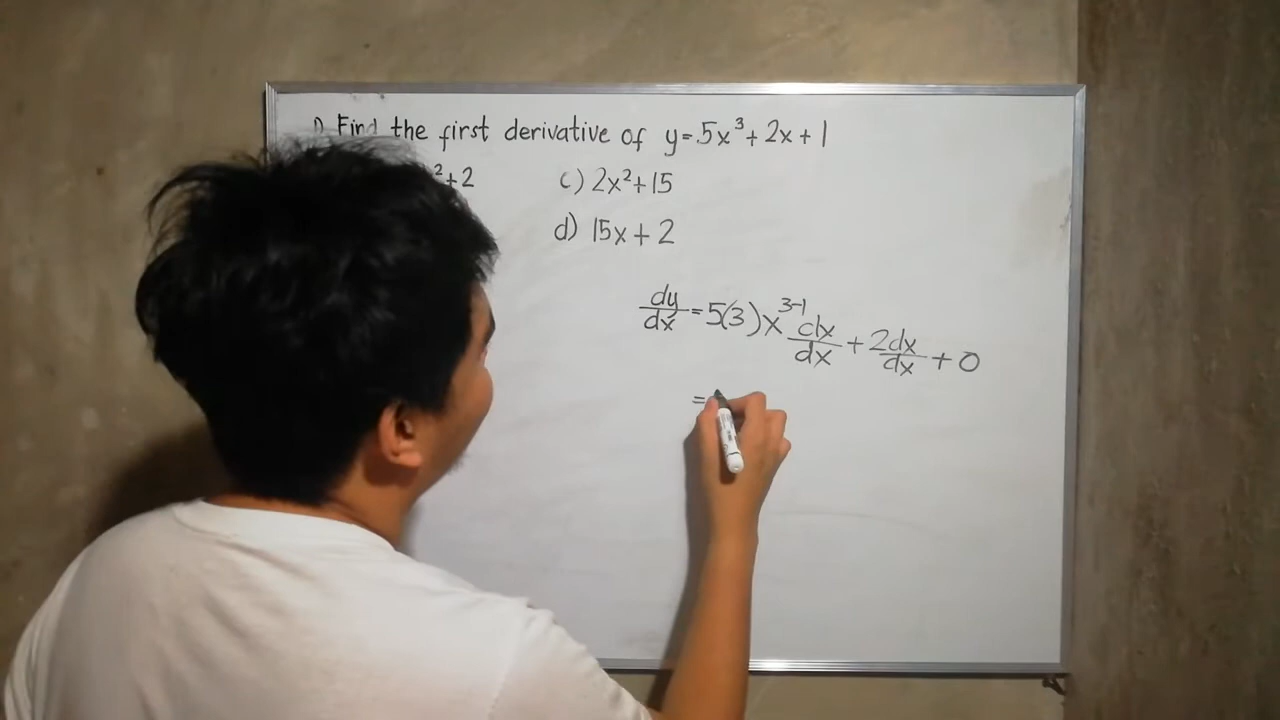 Find the first derivative of y=5x³+2x+1
²+2
c) 2x²+15
d) 15x+2
dy/dx = 5(3)x³⁻¹ dx/dx + 2dx/dx + 0
=